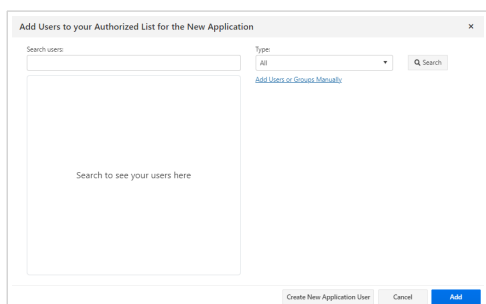 Add Users to your Authorized List for the New Application
×
Search users:
Type:
All
Search
Add Users or Groups Manually
Search to see your users here
Create New Application User
Cancel
Add